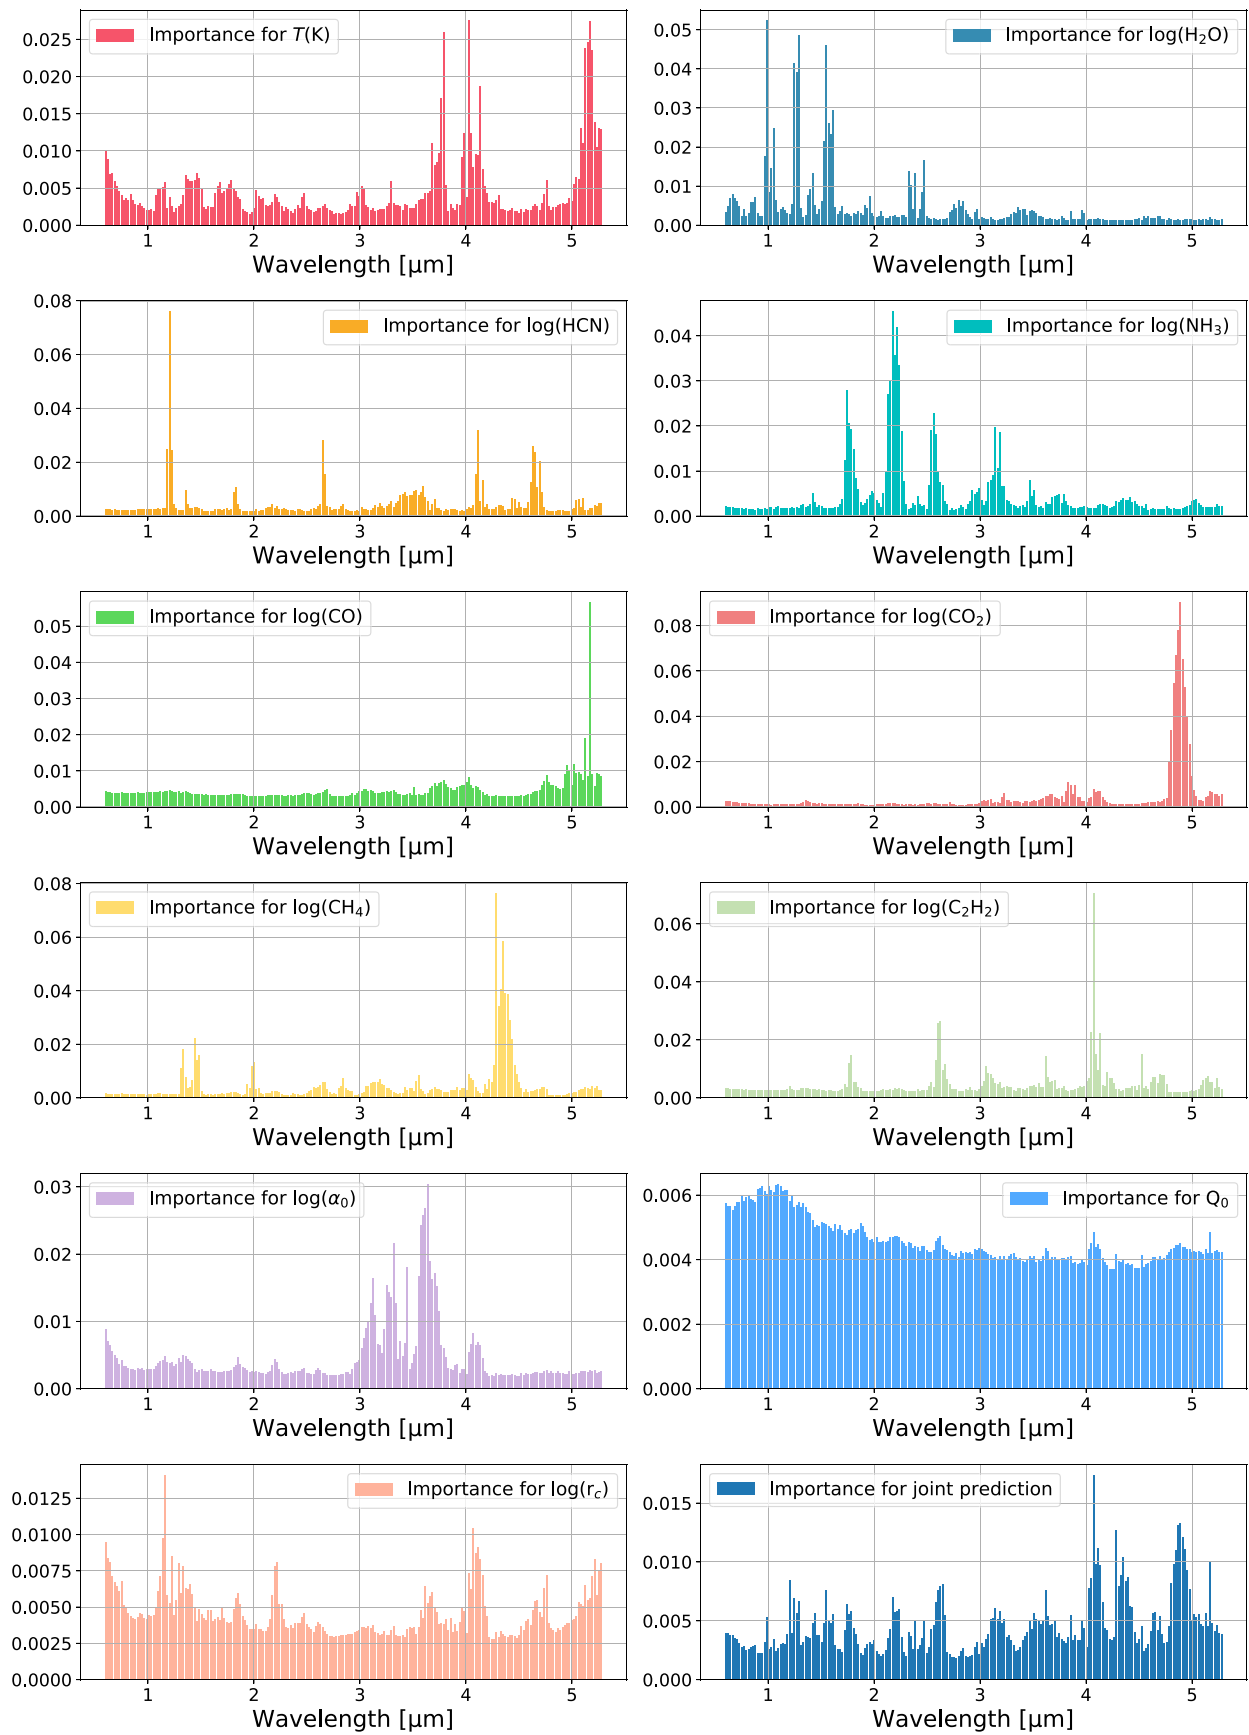 Importance for T(K)
0.025
0.020
0.015
0.010
0.005
0.000
1 2 3 4 5
Wavelength [μm]
Importance for log(H₂O)
0.05
0.04
0.03
0.02
0.01
0.00
1 2 3 4 5
Wavelength [μm]
Importance for log(HCN)
0.08
0.06
0.04
0.02
0.00
1 2 3 4 5
Wavelength [μm]
Importance for log(NH₃)
0.04
0.03
0.02
0.01
0.00
1 2 3 4 5
Wavelength [μm]
Importance for log(CO)
0.05
0.04
0.03
0.02
0.01
0.00
1 2 3 4 5
Wavelength [μm]
Importance for log(CO₂)
0.08
0.06
0.04
0.02
0.00
1 2 3 4 5
Wavelength [μm]
Importance for log(CH₄)
0.08
0.06
0.04
0.02
0.00
1 2 3 4 5
Wavelength [μm]
Importance for log(C₂H₂)
0.06
0.04
0.02
0.00
1 2 3 4 5
Wavelength [μm]
Importance for log(α₀)
0.03
0.02
0.01
0.00
1 2 3 4 5
Wavelength [μm]
Importance for Q₀
0.006
0.004
0.002
0.000
1 2 3 4 5
Wavelength [μm]
Importance for log(r_c)
0.0125
0.0100
0.0075
0.0050
0.0025
0.0000
1 2 3 4 5
Wavelength [μm]
Importance for joint prediction
0.015
0.010
0.005
0.000
1 2 3 4 5
Wavelength [μm]